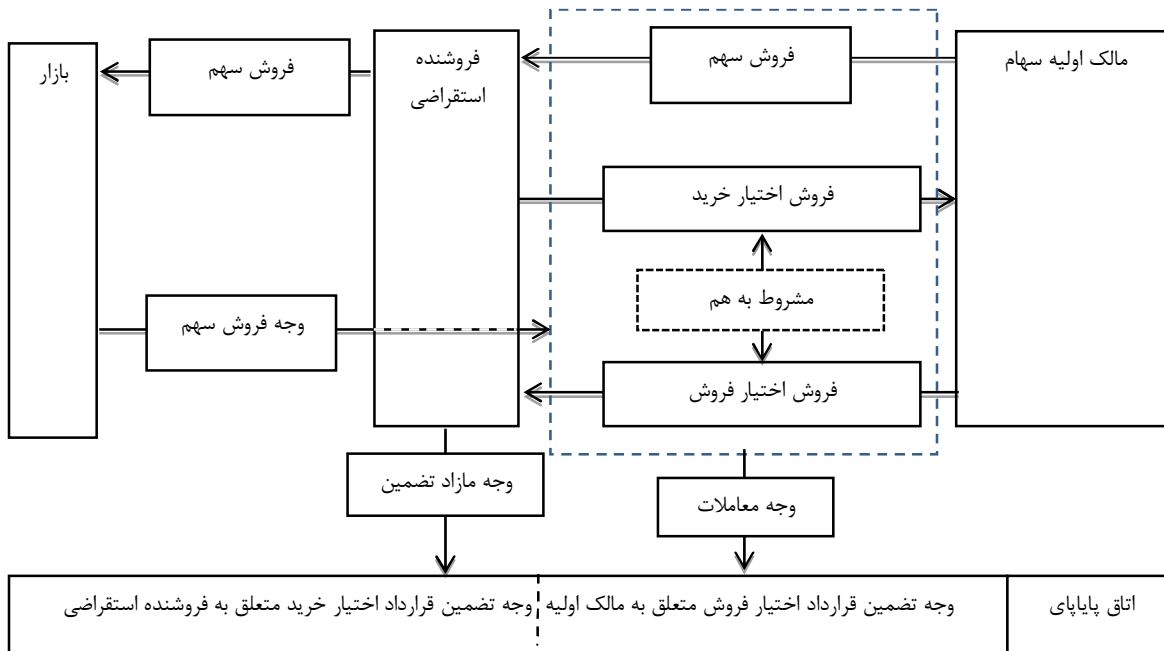 مالک اولیه سهام
فروش سهم
فروشنده
استقراضی
فروش سهم
بازار
فروش اختیار خرید
مشروط به هم
وجه فروش سهم
فروش اختیار فروش
وجه مازاد تضمین
وجه معاملات
اتاق پایاپای
وجه تضمین قرارداد اختیار فروش متعلق به مالک اولیه
وجه تضمین قرارداد اختیار خرید متعلق به فروشنده استقراضی